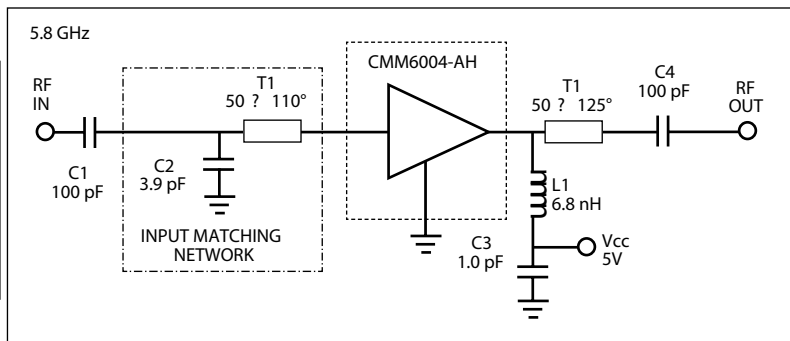 5.8 GHz
RF
IN
C1
100 pF
C2
3.9 pF
T1
50 ? 110°
INPUT MATCHING
NETWORK
CMM6004-AH
T1
50 ? 125°
C4
100 pF
RF
OUT
L1
6.8 nH
C3
1.0 pF
Vcc
5V